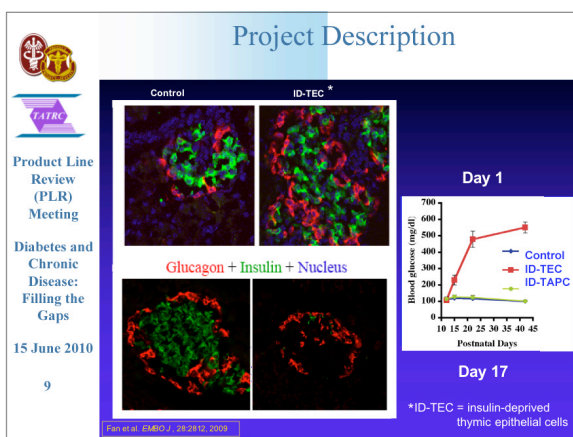 Project Description
TATRC
Product Line
Review
(PLR)
Meeting
Diabetes and
Chronic
Disease:
Filling the
Gaps
15 June 2010
9
Control
ID-TEC *
Glucagon + Insulin + Nucleus
Fan et al. EMBO J , 28:2812, 2009
Day 1
Blood glucose (mg/dl)
700
600
500
400
300
200
100
0
Control
ID-TEC
ID-TAPC
10 15 20 25 30 35 40 45
Postnatal Days
Day 17
*ID-TEC = insulin-deprived
thymic epithelial cells